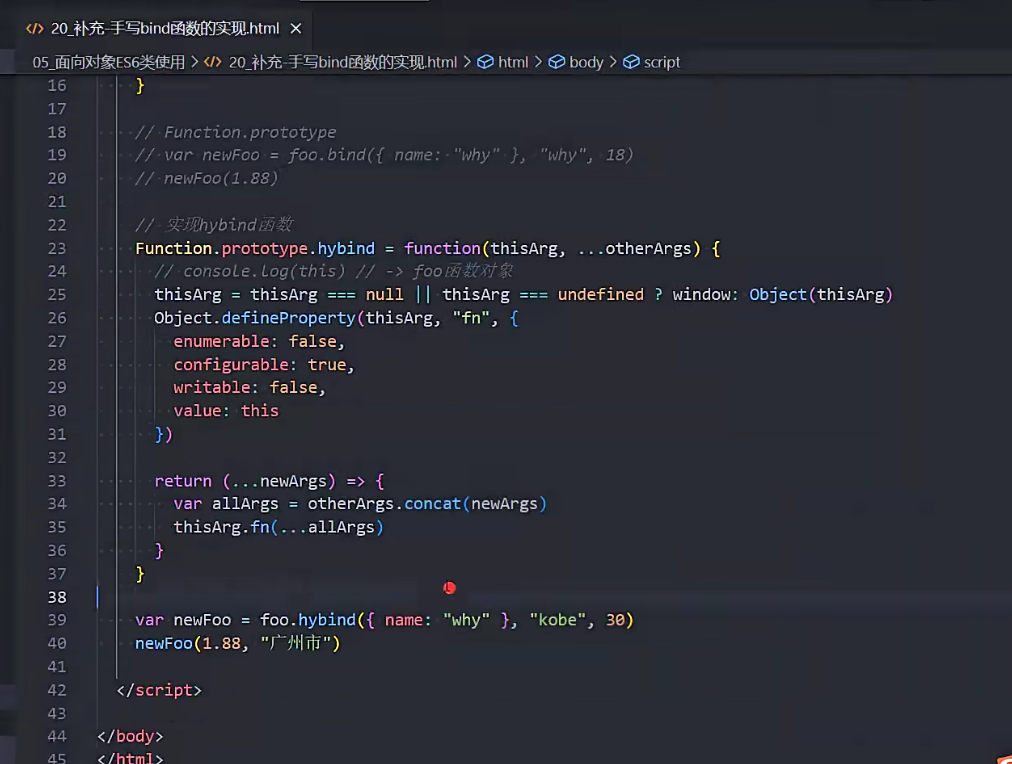 20_补充-手写bind函数的实现.html
05_面向对象ES6类使用 > 20_补充-手写bind函数的实现.html > html > body > script
16 }
17
18 // Function.prototype
19 // var newFoo = foo.bind({ name: "why" }, "why", 18)
20 // newFoo(1.88)
21
22 // 实现hybind函数
23 Function.prototype.hybind = function(thisArg, ...otherArgs) {
24 // console.log(this) // -> foo函数对象
25 thisArg = thisArg === null || thisArg === undefined ? window: Object(thisArg)
26 Object.defineProperty(thisArg, "fn", {
27 enumerable: false,
28 configurable: true,
29 writable: false,
30 value: this
31 })
32
33 return (...newArgs) => {
34 var allArgs = otherArgs.concat(newArgs)
35 thisArg.fn(...allArgs)
36 }
37 }
38
39 var newFoo = foo.hybind({ name: "why" }, "kobe", 30)
40 newFoo(1.88, "广州市")
41
42 </script>
43
44 </body>
45 </html>